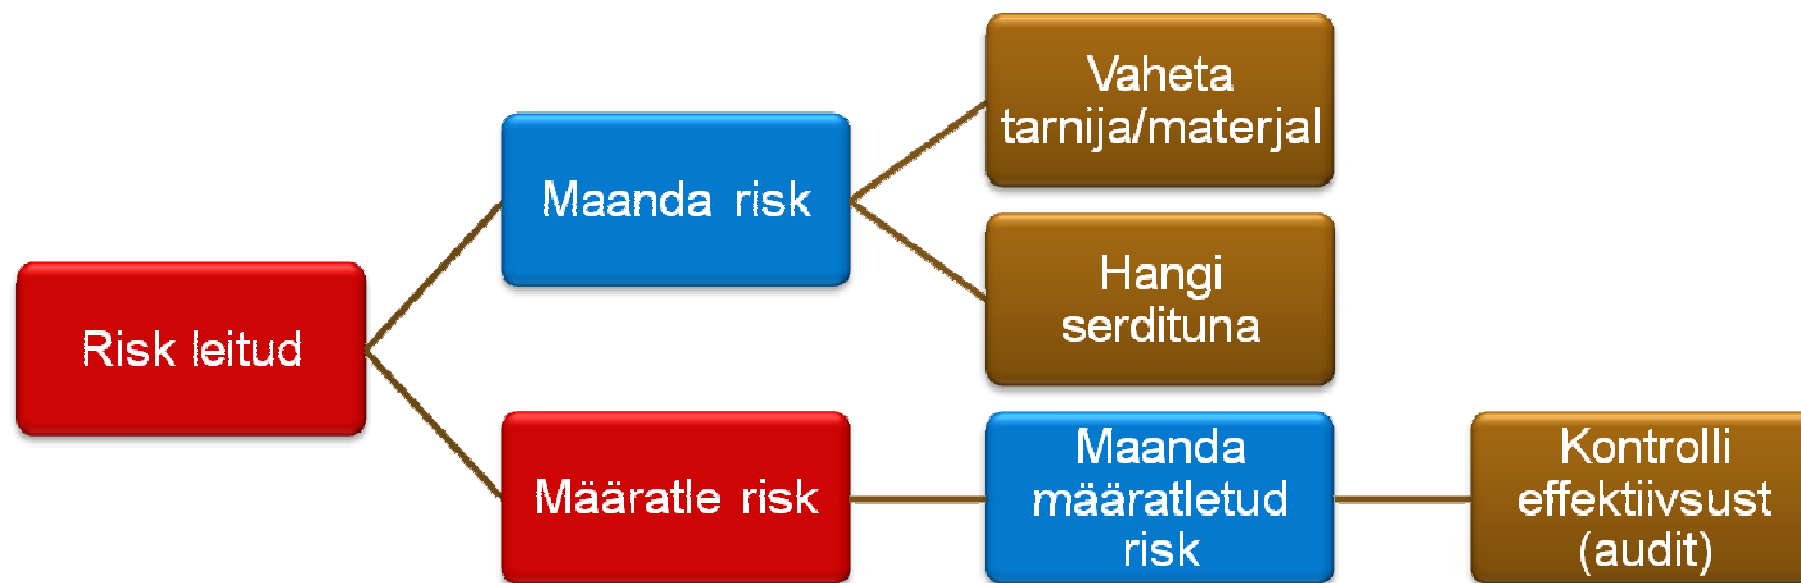 Risk leitud
Maanda risk
Vaheta
tarnija/materjal
Hangi
serdituna
Määratle risk
Maanda
määratletud
risk
Kontrolli
effektiivsust
(audit)